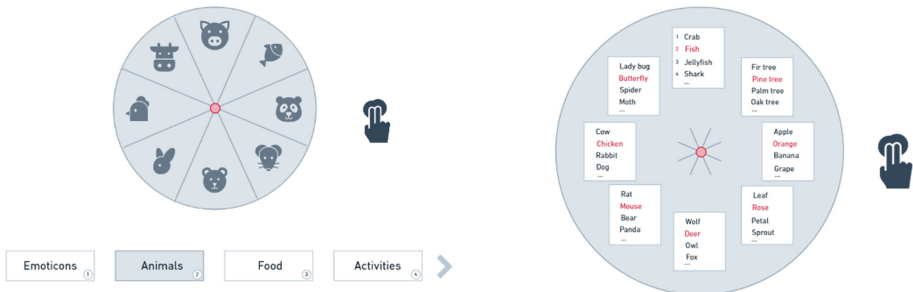 Emoticons
1
Animals
2
Food
3
Activities
4
1 Crab
2 Fish
3 Jellyfish
4 Shark
...
Lady bug
Butterfly
Spider
Moth
...
Fir tree
Pine tree
Palm tree
Oak tree
...
Cow
Chicken
Rabbit
Dog
...
Apple
Orange
Banana
Grape
...
Rat
Mouse
Bear
Panda
...
Leaf
Rose
Petal
Sprout
...
Wolf
Deer
Owl
Fox
...